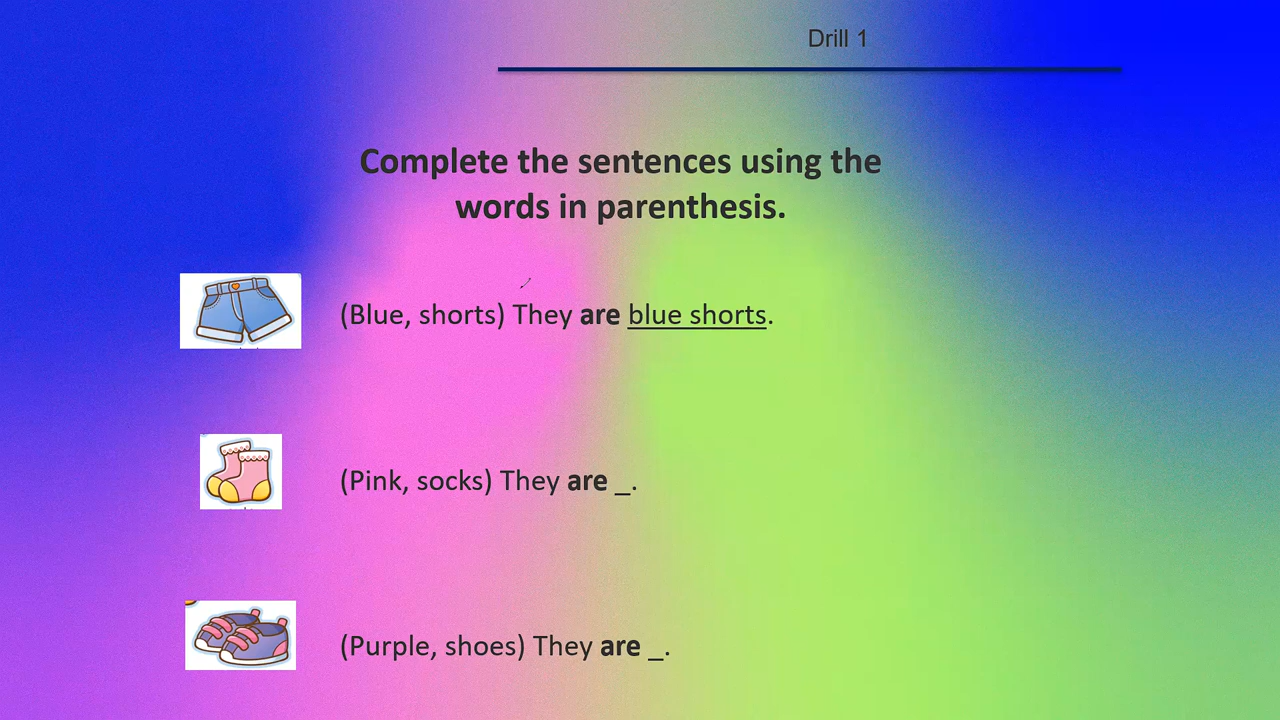 Drill 1
Complete the sentences using the
words in parenthesis.
(Blue, shorts) They are blue shorts.
(Pink, socks) They are _.
(Purple, shoes) They are _.